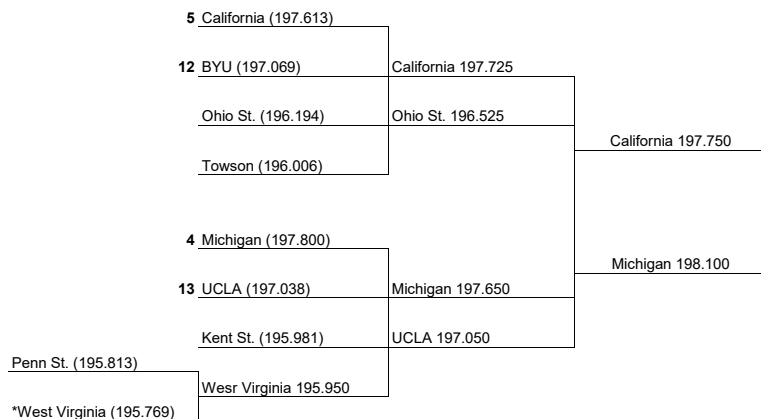 5 California (197.613)
12 BYU (197.069)
California 197.725
Ohio St. (196.194)
Ohio St. 196.525
California 197.750
Towson (196.006)
4 Michigan (197.800)
Michigan 198.100
13 UCLA (197.038)
Michigan 197.650
Kent St. (195.981)
UCLA 197.050
Penn St. (195.813)
Wesr Virginia 195.950
*West Virginia (195.769)